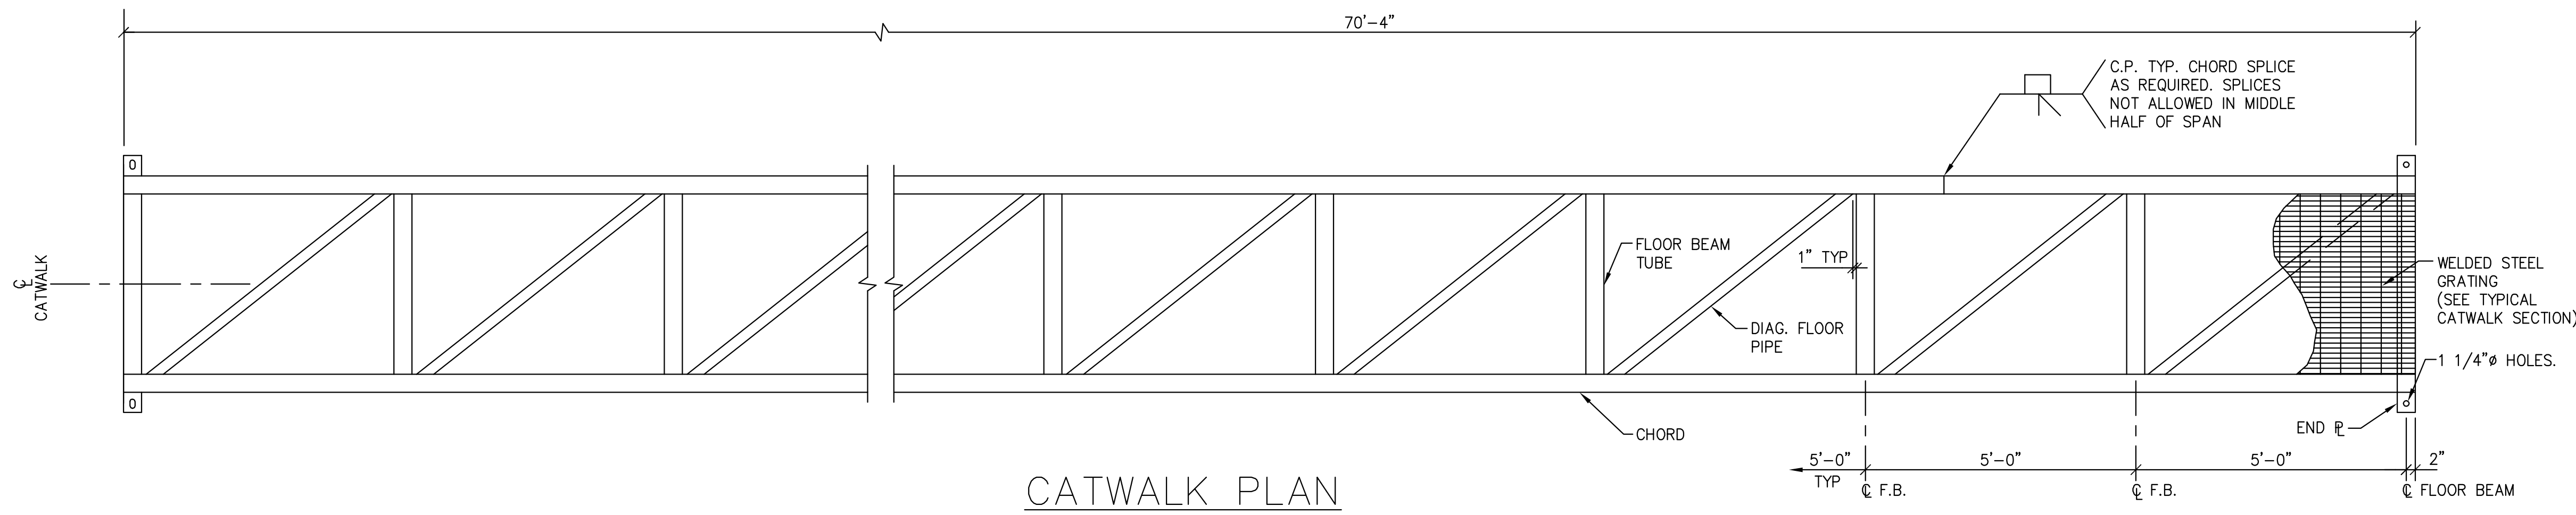 70'-4"
C.P. TYP. CHORD SPLICE
AS REQUIRED. SPLICES
NOT ALLOWED IN MIDDLE
HALF OF SPAN
℄
CATWALK
FLOOR BEAM
TUBE
1" TYP
DIAG. FLOOR
PIPE
WELDED STEEL
GRATING
(SEE TYPICAL
CATWALK SECTION)
1 1/4"ø HOLES.
END ⅊
CHORD
5'-0"
TYP
5'-0"
5'-0"
2"
℄ F.B.
℄ F.B.
℄ FLOOR BEAM
CATWALK PLAN